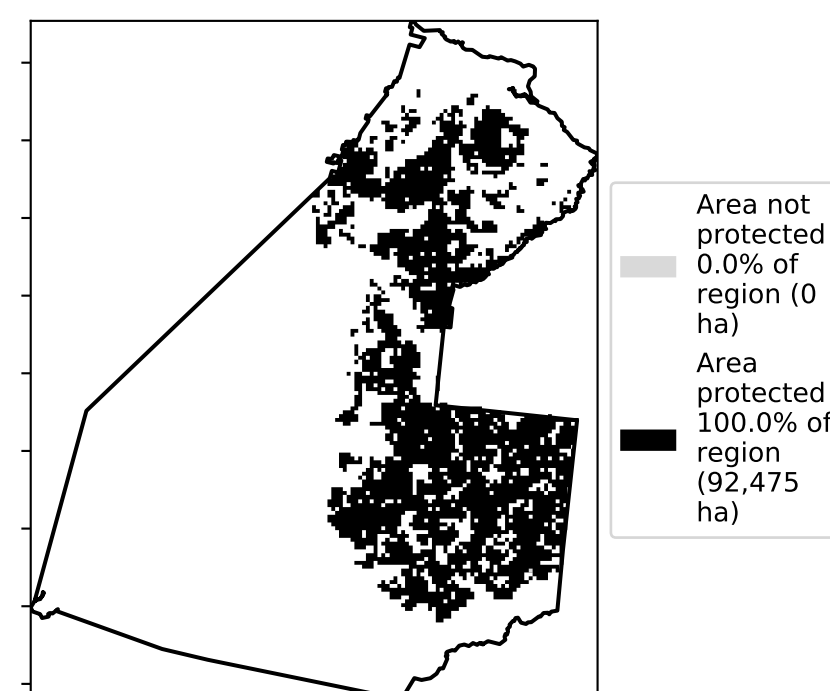 Area not
protected
0.0% of
region (0
ha)
Area
protected
100.0% of
region
(92,475
ha)